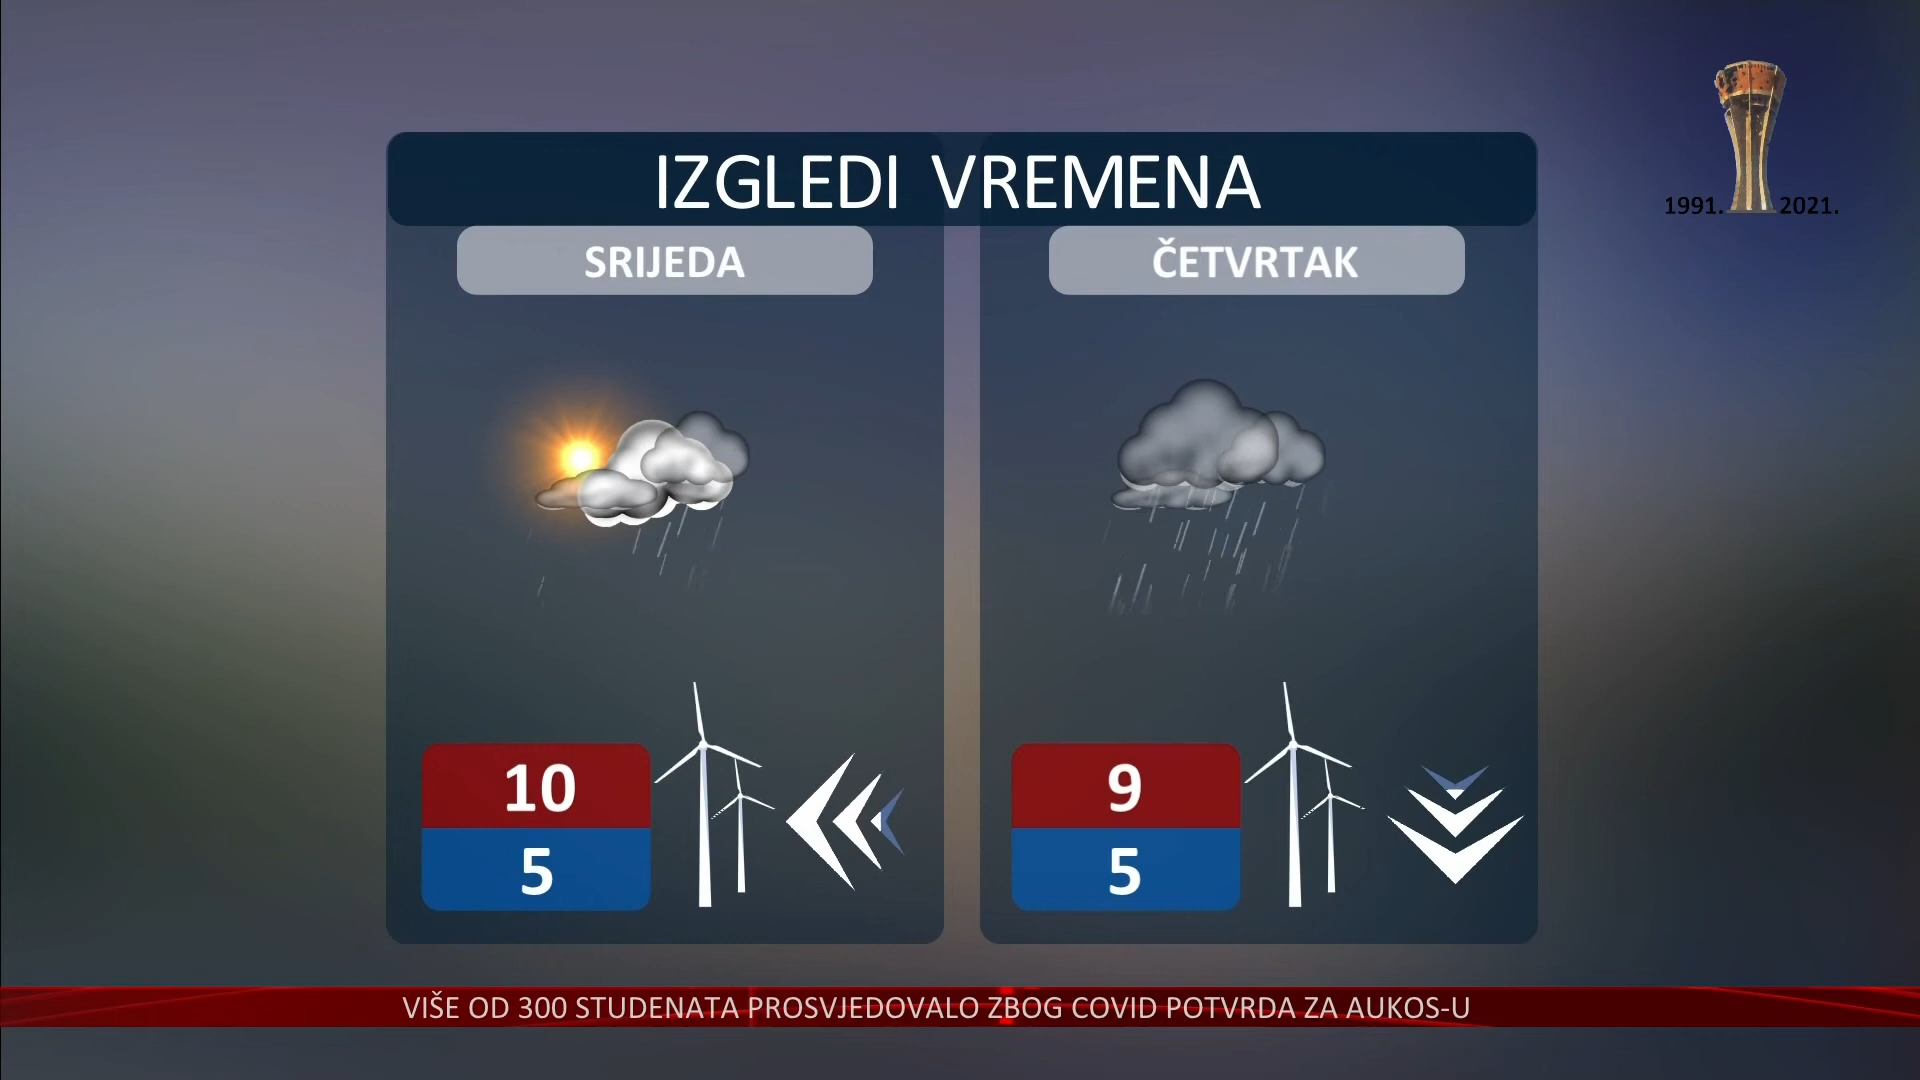 IZGLEDI VREMENA
1991. 2021.
SRIJEDA
ČETVRTAK
10
5
9
5
VIŠE OD 300 STUDENATA PROSVJEDOVALO ZBOG COVID POTVRDA ZA AUKOS-U